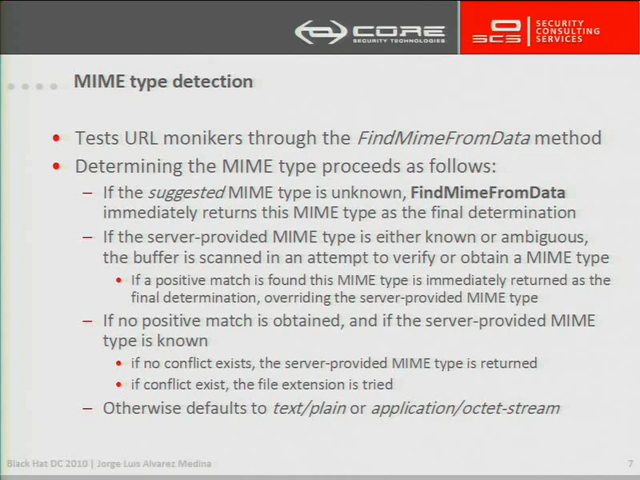 CORE
SECURITY TECHNOLOGIES
SCS
SECURITY
CONSULTING
SERVICES
MIME type detection
• Tests URL monikers through the FindMimeFromData method
• Determining the MIME type proceeds as follows:
– If the suggested MIME type is unknown, FindMimeFromData
immediately returns this MIME type as the final determination
– If the server-provided MIME type is either known or ambiguous,
the buffer is scanned in an attempt to verify or obtain a MIME type
• If a positive match is found this MIME type is immediately returned as the
final determination, overriding the server-provided MIME type
– If no positive match is obtained, and if the server-provided MIME
type is known
• if no conflict exists, the server-provided MIME type is returned
• if conflict exist, the file extension is tried
– Otherwise defaults to text/plain or application/octet-stream
Black Hat DC 2010 | Jorge Luis Alvarez Medina
7